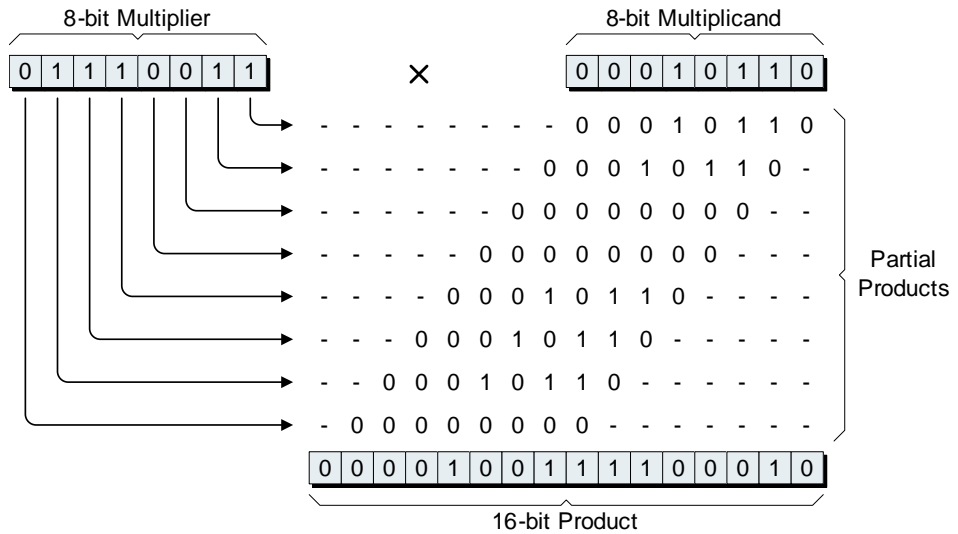 8-bit Multiplier 8-bit Multiplicand
0 1 1 1 0 0 1 1 × 0 0 0 1 0 1 1 0
- - - - - - - - 0 0 0 1 0 1 1 0
- - - - - - - 0 0 0 1 0 1 1 0 -
- - - - - - 0 0 0 0 0 0 0 0 - -
- - - - - 0 0 0 0 0 0 0 0 - - -
- - - - 0 0 0 1 0 1 1 0 - - - -
- - - 0 0 0 1 0 1 1 0 - - - - - -
- - 0 0 0 1 0 1 1 0 - - - - - - -
- 0 0 0 0 0 0 0 0 - - - - - - -
Partial
Products
0 0 0 0 1 0 0 1 1 1 1 0 0 0 1 0
16-bit Product